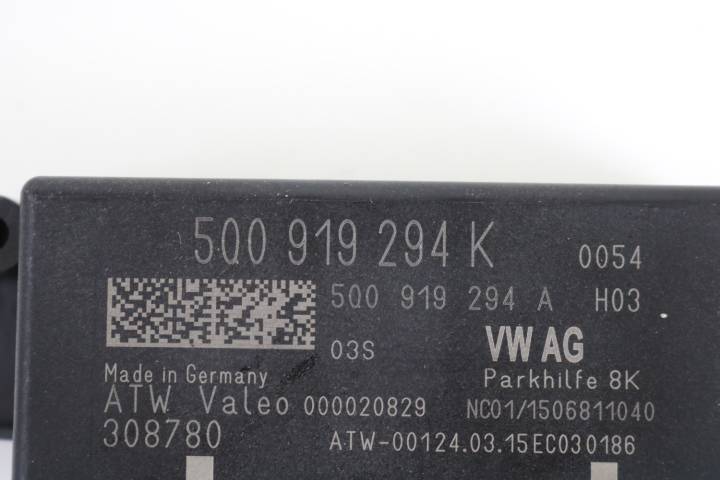 5Q0 919 294 K 0054
5Q0 919 294 A H03
03S VW AG
Made in Germany Parkhilfe 8K
ATW Valeo 000020829 NC01/1506811040
308780 ATW-00124.03.15EC030186